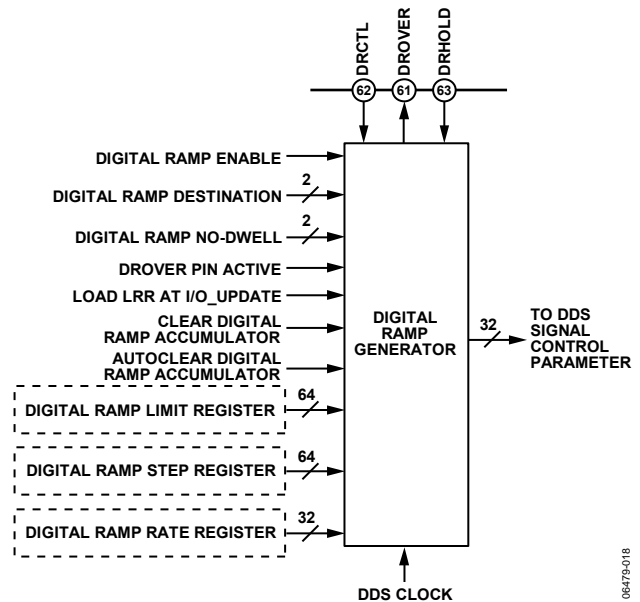 DRCTL
DROVER
DRHOLD
62
61
63
DIGITAL RAMP ENABLE
2
DIGITAL RAMP DESTINATION
2
DIGITAL RAMP NO-DWELL
DROVER PIN ACTIVE
LOAD LRR AT I/O_UPDATE
CLEAR DIGITAL
RAMP ACCUMULATOR
AUTOCLEAR DIGITAL
RAMP ACCUMULATOR
64
DIGITAL RAMP LIMIT REGISTER
64
DIGITAL RAMP STEP REGISTER
32
DIGITAL RAMP RATE REGISTER
DIGITAL
RAMP
GENERATOR
32
TO DDS
SIGNAL
CONTROL
PARAMETER
DDS CLOCK
06479-018